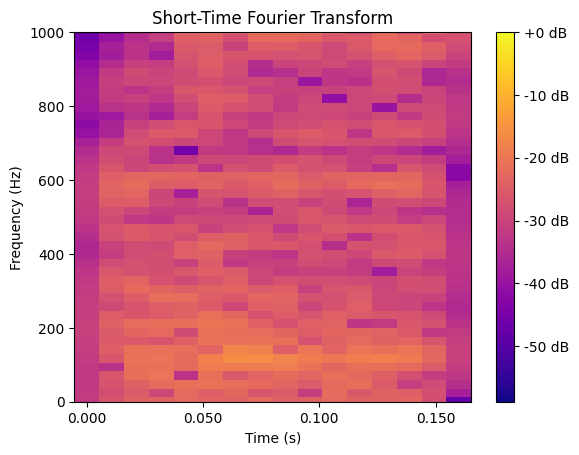 Short-Time Fourier Transform
1000
800
600
400
200
0
Frequency (Hz)
0.000
0.050
0.100
0.150
Time (s)
+0 dB
-10 dB
-20 dB
-30 dB
-40 dB
-50 dB